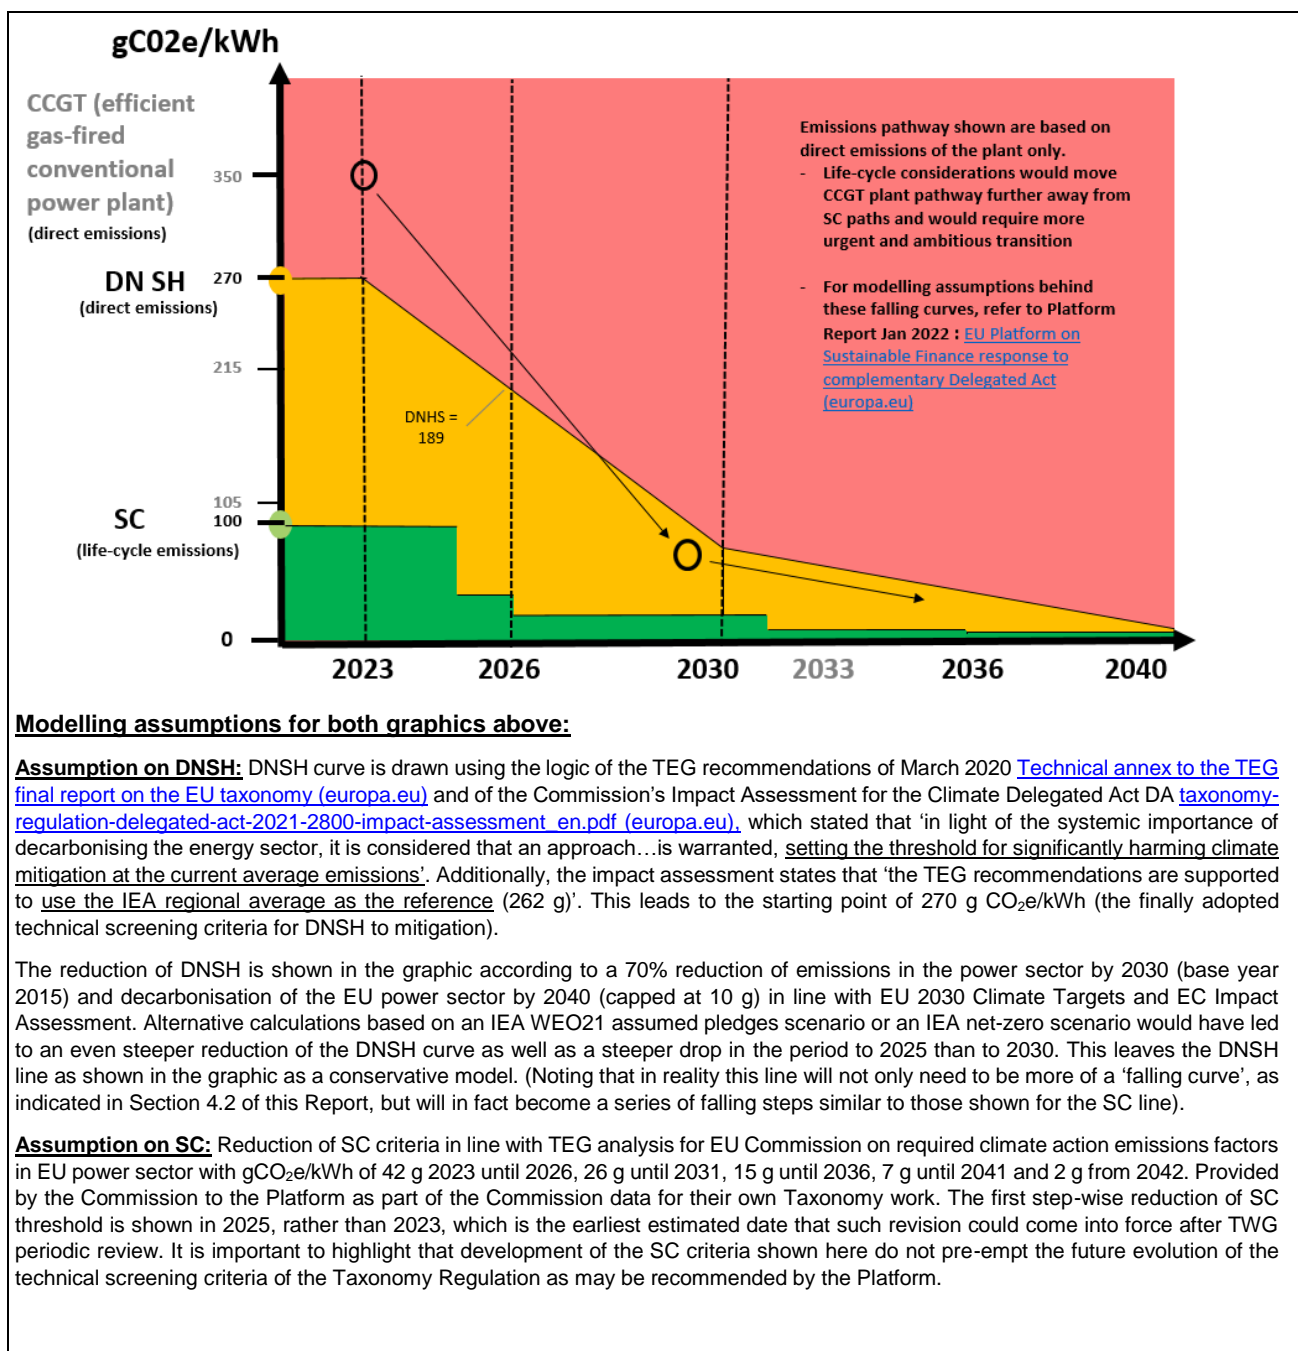 gC02e/kWh
CCGT (efficient
gas-fired
conventional
power plant)
(direct emissions)
350
DN SH
(direct emissions)
270
215
DNHS =
189
105
100
SC
(life-cycle emissions)
0
Emissions pathway shown are based on
direct emissions of the plant only.
- Life-cycle considerations would move
CCGT plant pathway further away from
SC paths and would require more
urgent and ambitious transition
- For modelling assumptions behind
these falling curves, refer to Platform
Report Jan 2022 : EU Platform on
Sustainable Finance response to
complementary Delegated Act
(europa.eu)
2023 2026 2030 2033 2036 2040
Modelling assumptions for both graphics above:
Assumption on DNSH: DNSH curve is drawn using the logic of the TEG recommendations of March 2020 Technical annex to the TEG
final report on the EU taxonomy (europa.eu) and of the Commission's Impact Assessment for the Climate Delegated Act DA taxonomy-
regulation-delegated-act-2021-2800-impact-assessment_en.pdf (europa.eu), which stated that 'in light of the systemic importance of
decarbonising the energy sector, it is considered that an approach…is warranted, setting the threshold for significantly harming climate
mitigation at the current average emissions'. Additionally, the impact assessment states that 'the TEG recommendations are supported
to use the IEA regional average as the reference (262 g)'. This leads to the starting point of 270 g CO₂e/kWh (the finally adopted
technical screening criteria for DNSH to mitigation).
The reduction of DNSH is shown in the graphic according to a 70% reduction of emissions in the power sector by 2030 (base year
2015) and decarbonisation of the EU power sector by 2040 (capped at 10 g) in line with EU 2030 Climate Targets and EC Impact
Assessment. Alternative calculations based on an IEA WEO21 assumed pledges scenario or an IEA net-zero scenario would have led
to an even steeper reduction of the DNSH curve as well as a steeper drop in the period to 2025 than to 2030. This leaves the DNSH
line as shown in the graphic as a conservative model. (Noting that in reality this line will not only need to be more of a 'falling curve', as
indicated in Section 4.2 of this Report, but will in fact become a series of falling steps similar to those shown for the SC line).
Assumption on SC: Reduction of SC criteria in line with TEG analysis for EU Commission on required climate action emissions factors
in EU power sector with gCO₂e/kWh of 42 g 2023 until 2026, 26 g until 2031, 15 g until 2036, 7 g until 2041 and 2 g from 2042. Provided
by the Commission to the Platform as part of the Commission data for their own Taxonomy work. The first step-wise reduction of SC
threshold is shown in 2025, rather than 2023, which is the earliest estimated date that such revision could come into force after TWG
periodic review. It is important to highlight that development of the SC criteria shown here do not pre-empt the future evolution of the
technical screening criteria of the Taxonomy Regulation as may be recommended by the Platform.